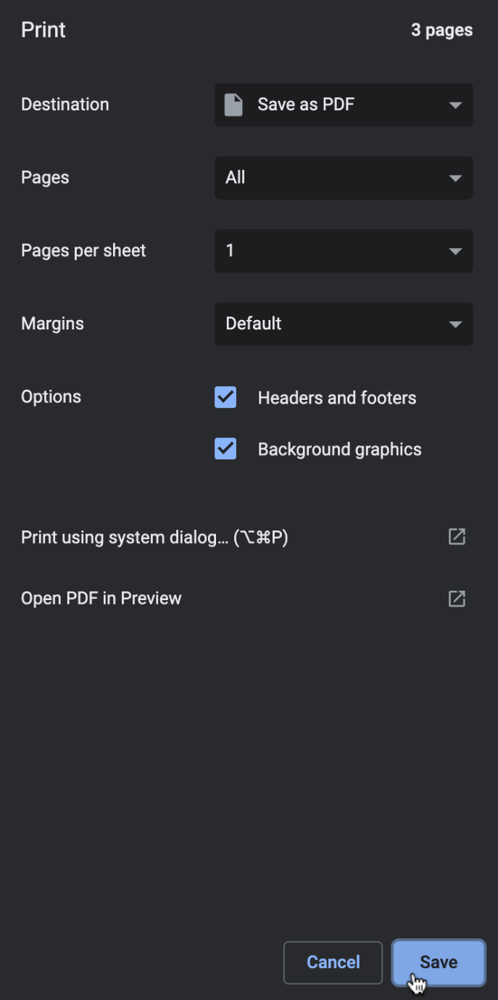 Print 3 pages
Destination Save as PDF
Pages All
Pages per sheet 1
Margins Default
Options Headers and footers
Background graphics
Print using system dialog... (⌥⌘P)
Open PDF in Preview
Cancel Save